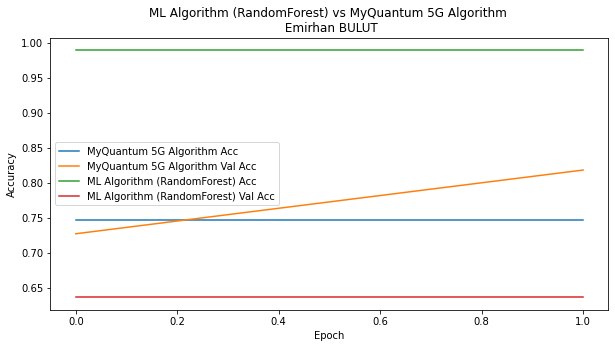 ML Algorithm (RandomForest) vs MyQuantum 5G Algorithm
Emirhan BULUT
1.00
0.95
0.90
0.85
0.80
0.75
0.70
0.65
Accuracy
MyQuantum 5G Algorithm Acc
MyQuantum 5G Algorithm Val Acc
ML Algorithm (RandomForest) Acc
ML Algorithm (RandomForest) Val Acc
0.0 0.2 0.4 0.6 0.8 1.0
Epoch